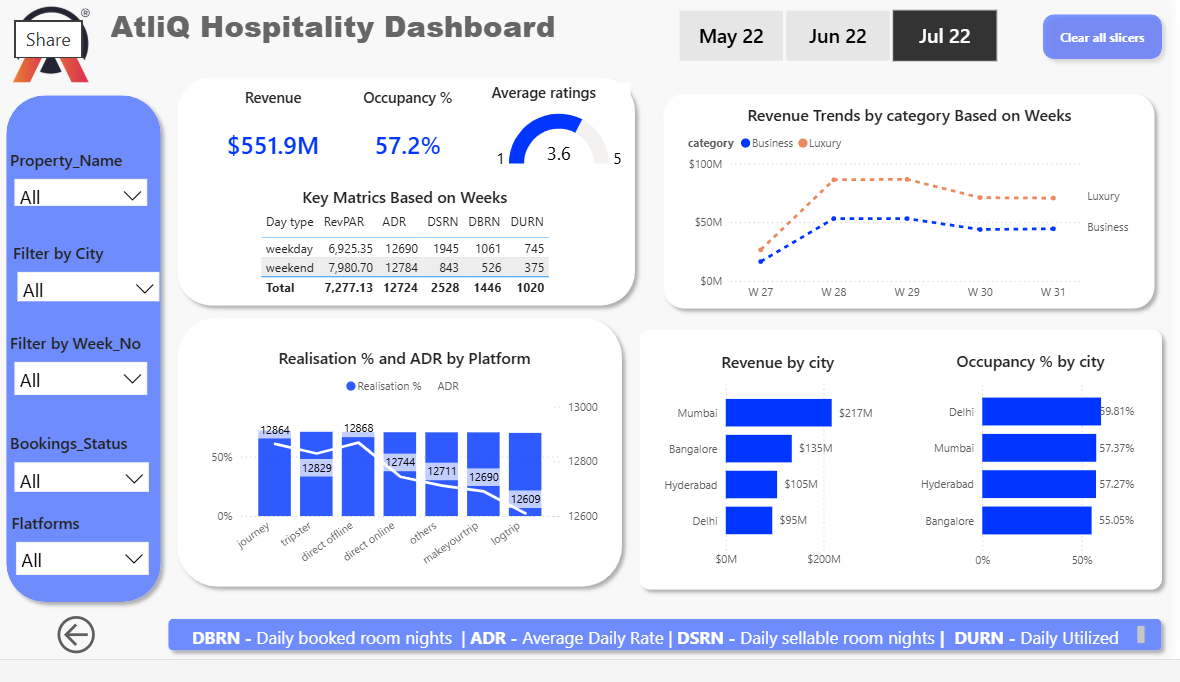 AtliQ Hospitality Dashboard
®
Share
May 22
Jun 22
Jul 22
Clear all slicers
Property_Name
All
Filter by City
All
Filter by Week_No
All
Bookings_Status
All
Flatforms
All
Revenue
$551.9M
Occupancy %
57.2%
Average ratings
1
3.6
5
Key Matrics Based on Weeks
Day type RevPAR ADR DSRN DBRN DURN
weekday 6,925.35 12690 1945 1061 745
weekend 7,980.70 12784 843 526 375
Total 7,277.13 12724 2528 1446 1020
Revenue Trends by category Based on Weeks
category Business Luxury
$100M
$50M
$0M
Luxury
Business
W 27 W 28 W 29 W 30 W 31
Realisation % and ADR by Platform
Realisation % ADR
50%
0%
13000
12800
12600
12864
12829
12868
12744
12711
12690
12609
journey
tripster
direct offline
direct online
others
makeyourtrip
logtrip
Revenue by city
Mumbai $217M
Bangalore $135M
Hyderabad $105M
Delhi $95M
$0M $200M
Occupancy % by city
Delhi 59.81%
Mumbai 57.37%
Hyderabad 57.27%
Bangalore 55.05%
0% 50%
DBRN - Daily booked room nights | ADR - Average Daily Rate | DSRN - Daily sellable room nights | DURN - Daily Utilized